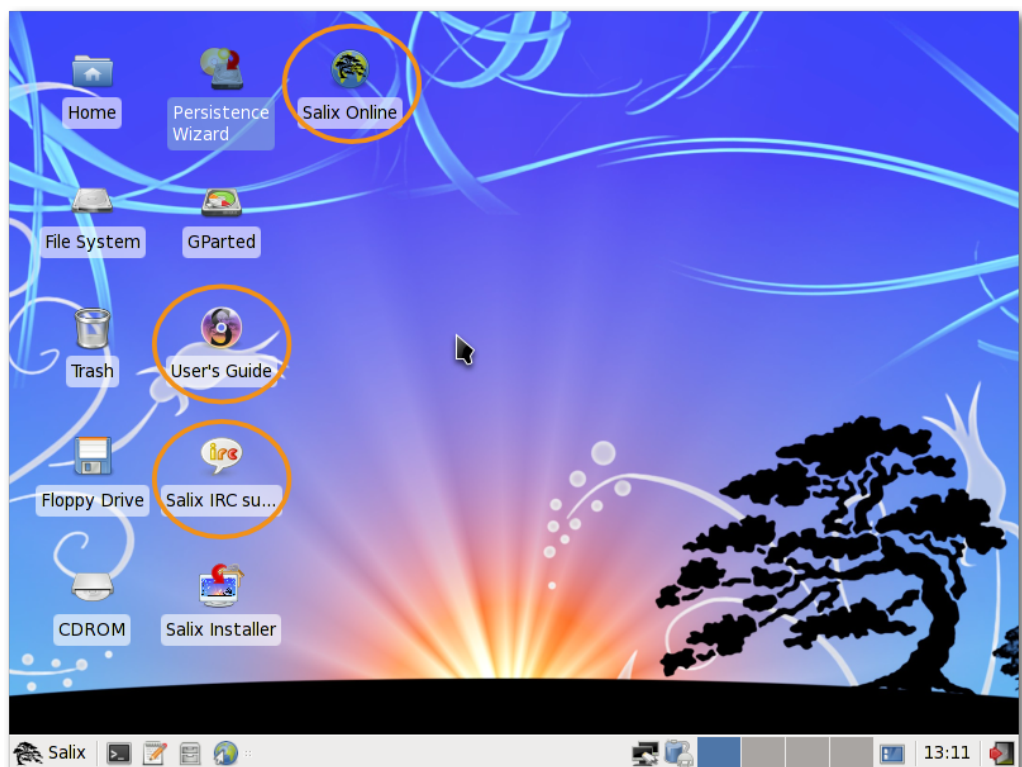 Home
Persistence
Wizard
Salix Online
File System
GParted
Trash
User's Guide
irc
Floppy Drive
Salix IRC su...
CDROM
Salix Installer
Salix
13:11